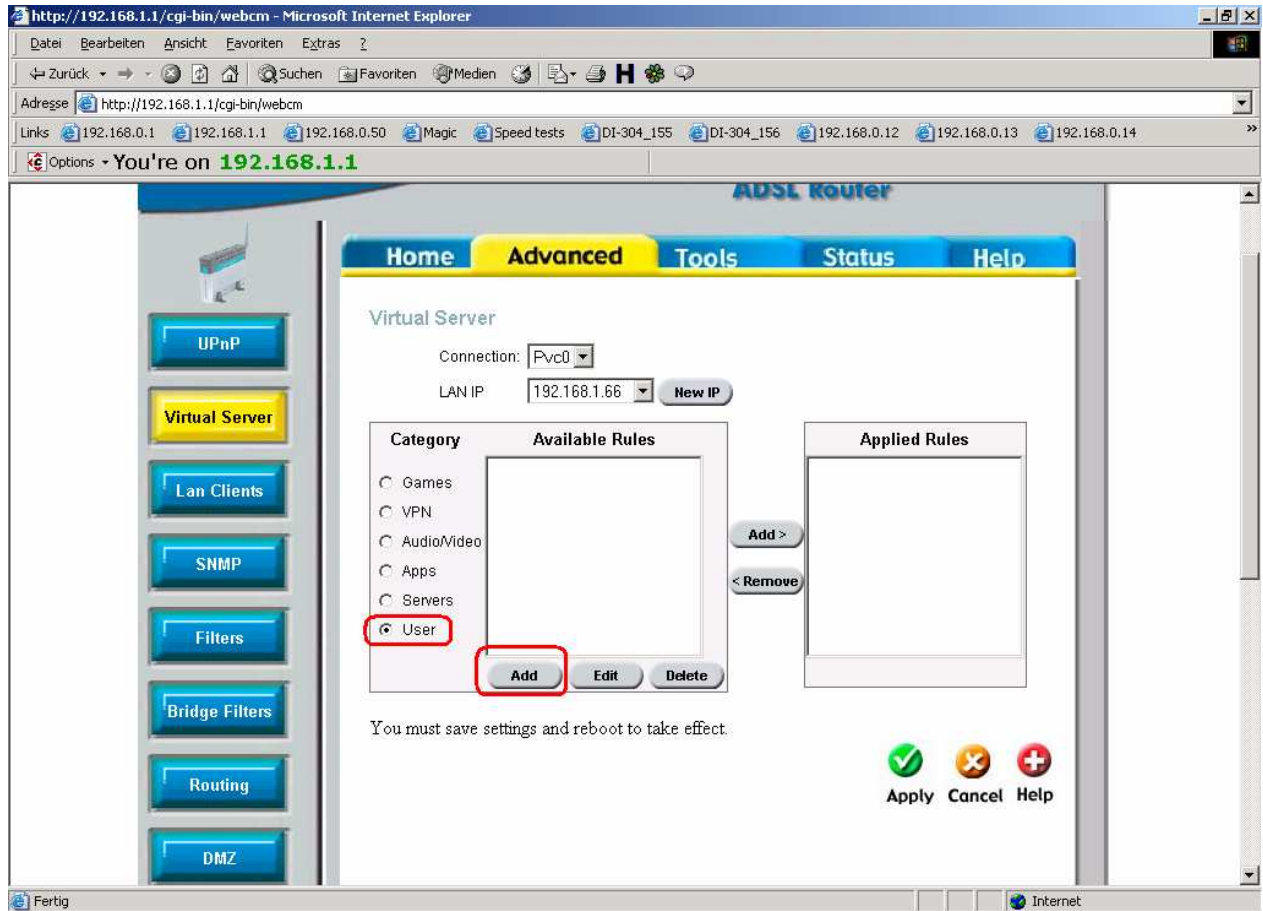 http://192.168.1.1/cgi-bin/webcm - Microsoft Internet Explorer
Datei Bearbeiten Ansicht Favoriten Extras ?
Zurück Suchen Favoriten Medien H
Adresse http://192.168.1.1/cgi-bin/webcm
Links 192.168.0.1 192.168.1.1 192.168.0.50 Magic Speed tests DI-304_155 DI-304_156 192.168.0.12 192.168.0.13 192.168.0.14 »
Options You're on 192.168.1.1
ADSL Router
Home Advanced Tools Status Help
UPnP
Virtual Server
Lan Clients
SNMP
Filters
Bridge Filters
Routing
DMZ
Virtual Server
Connection: Pvc0
LAN IP 192.168.1.66 New IP
Category Available Rules Applied Rules
Games
VPN
Audio/Video
Apps
Servers
User
Add >
< Remove
Add Edit Delete
You must save settings and reboot to take effect.
Apply Cancel Help
Fertig Internet